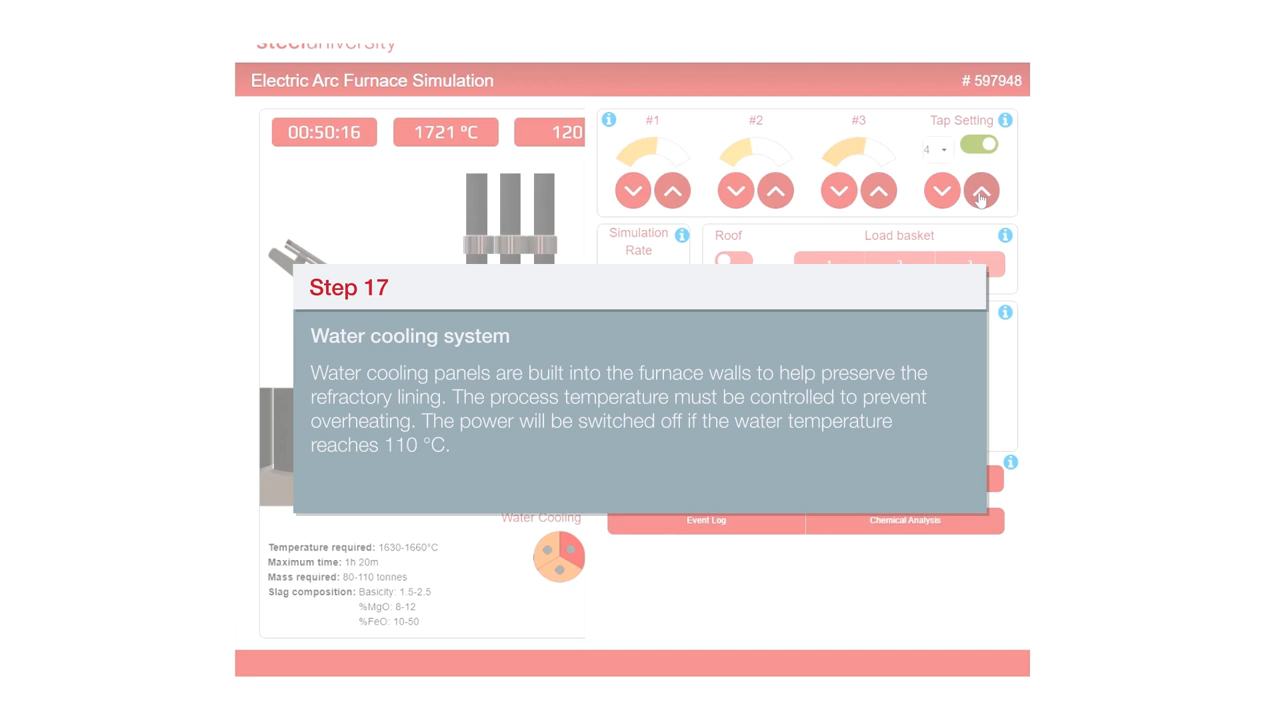 steeluniversity
Electric Arc Furnace Simulation
# 597948
00:50:16
1721 ºC
120
#1
#2
#3
Tap Setting
4
Simulation
Rate
Roof
Load basket
Step 17
Water cooling system
Water cooling panels are built into the furnace walls to help preserve the
refractory lining. The process temperature must be controlled to prevent
overheating. The power will be switched off if the water temperature
reaches 110 °C.
Water Cooling
Event Log
Chemical Analysis
Temperature required: 1630-1660°C
Maximum time: 1h 20m
Mass required: 80-110 tonnes
Slag composition: Basicity: 1.5-2.5
%MgO: 8-12
%FeO: 10-50